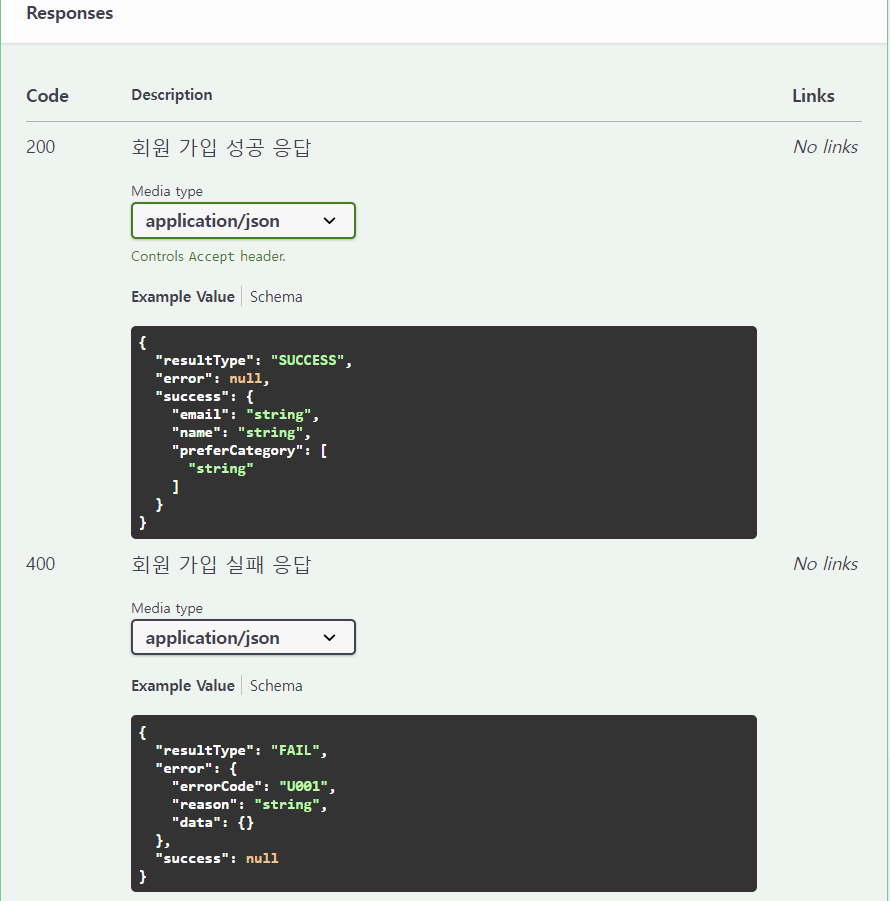 Responses
Code Description Links
200 회원 가입 성공 응답 No links
Media type
application/json
Controls Accept header.
Example Value Schema
{
  "resultType": "SUCCESS",
  "error": null,
  "success": {
    "email": "string",
    "name": "string",
    "preferCategory": [
      "string"
    ]
  }
}
400 회원 가입 실패 응답 No links
Media type
application/json
Example Value Schema
{
  "resultType": "FAIL",
  "error": {
    "errorCode": "U001",
    "reason": "string",
    "data": {}
  },
  "success": null
}